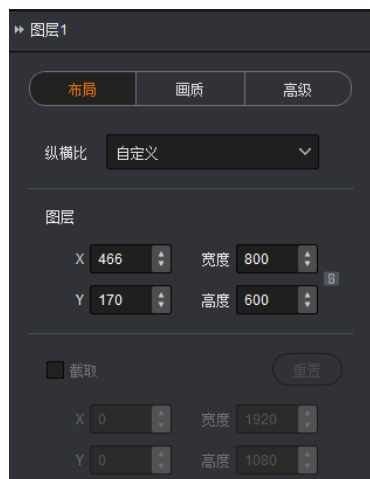 图层1
布局 画质 高级
纵横比 自定义
图层
X 466 宽度 800
Y 170 高度 600
截取 重置
X 0 宽度 1920
Y 0 高度 1080